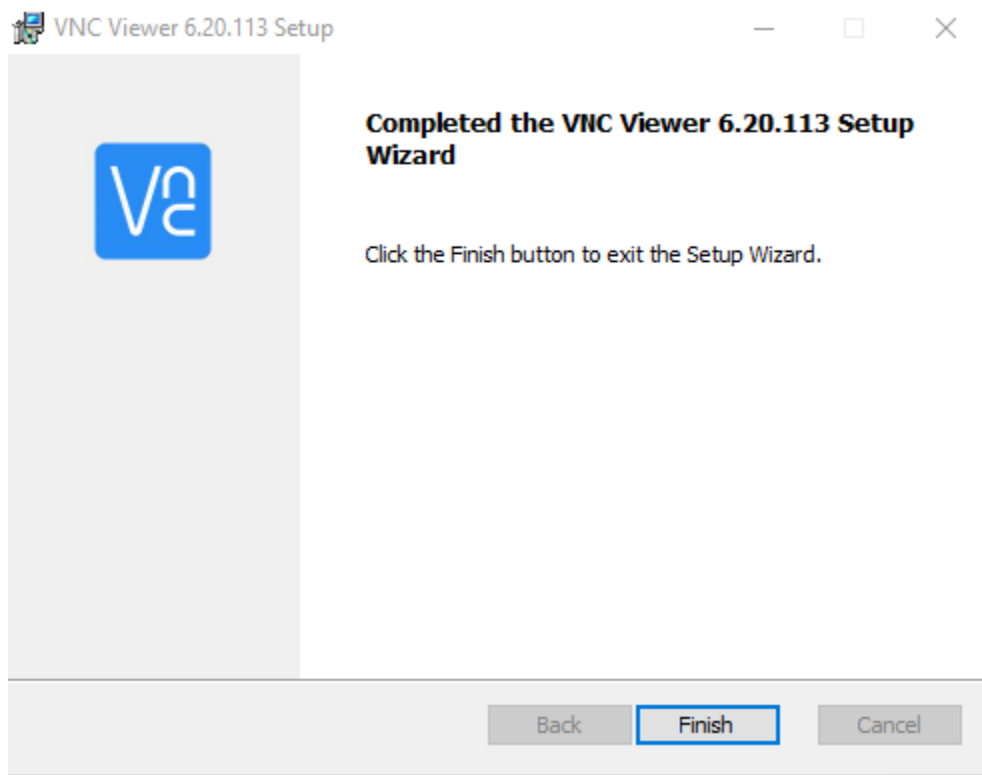 VNC Viewer 6.20.113 Setup
Completed the VNC Viewer 6.20.113 Setup
Wizard
Vnc
Click the Finish button to exit the Setup Wizard.
Back
Finish
Cancel